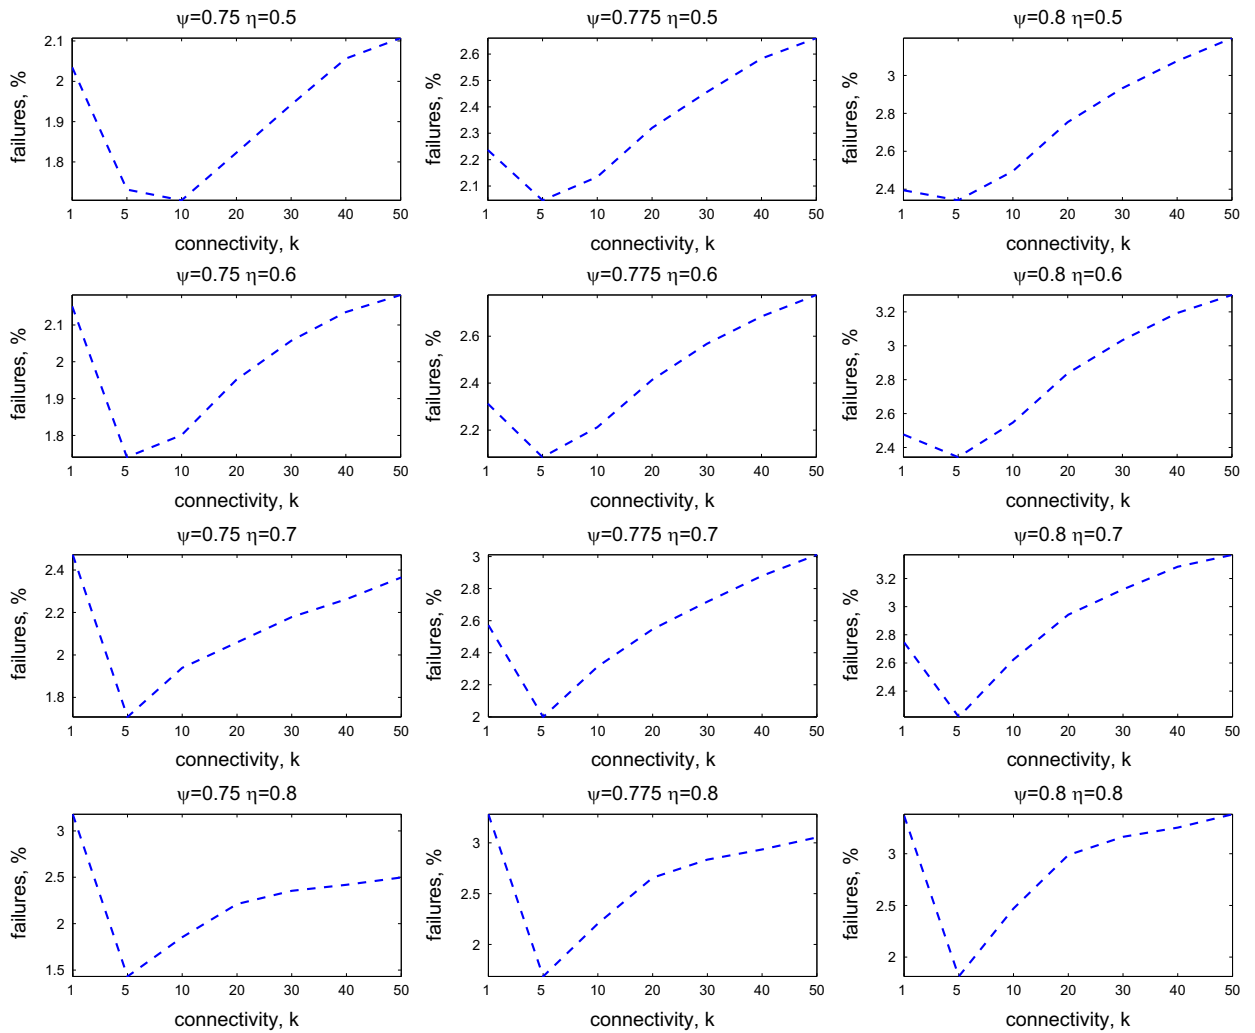 ψ=0.75 η=0.5
failures, %
2.1
2
1.9
1.8
1 5 10 20 30 40 50
connectivity, k
ψ=0.775 η=0.5
failures, %
2.6
2.5
2.4
2.3
2.2
2.1
1 5 10 20 30 40 50
connectivity, k
ψ=0.8 η=0.5
failures, %
3
2.8
2.6
2.4
1 5 10 20 30 40 50
connectivity, k
ψ=0.75 η=0.6
failures, %
2.1
2
1.9
1.8
1 5 10 20 30 40 50
connectivity, k
ψ=0.775 η=0.6
failures, %
2.6
2.4
2.2
1 5 10 20 30 40 50
connectivity, k
ψ=0.8 η=0.6
failures, %
3.2
3
2.8
2.6
2.4
1 5 10 20 30 40 50
connectivity, k
ψ=0.75 η=0.7
failures, %
2.4
2.2
2
1.8
1 5 10 20 30 40 50
connectivity, k
ψ=0.775 η=0.7
failures, %
3
2.8
2.6
2.4
2.2
2
1 5 10 20 30 40 50
connectivity, k
ψ=0.8 η=0.7
failures, %
3.2
3
2.8
2.6
2.4
1 5 10 20 30 40 50
connectivity, k
ψ=0.75 η=0.8
failures, %
3
2.5
2
1.5
1 5 10 20 30 40 50
connectivity, k
ψ=0.775 η=0.8
failures, %
3
2.5
2
1 5 10 20 30 40 50
connectivity, k
ψ=0.8 η=0.8
failures, %
3
2.5
2
1 5 10 20 30 40 50
connectivity, k